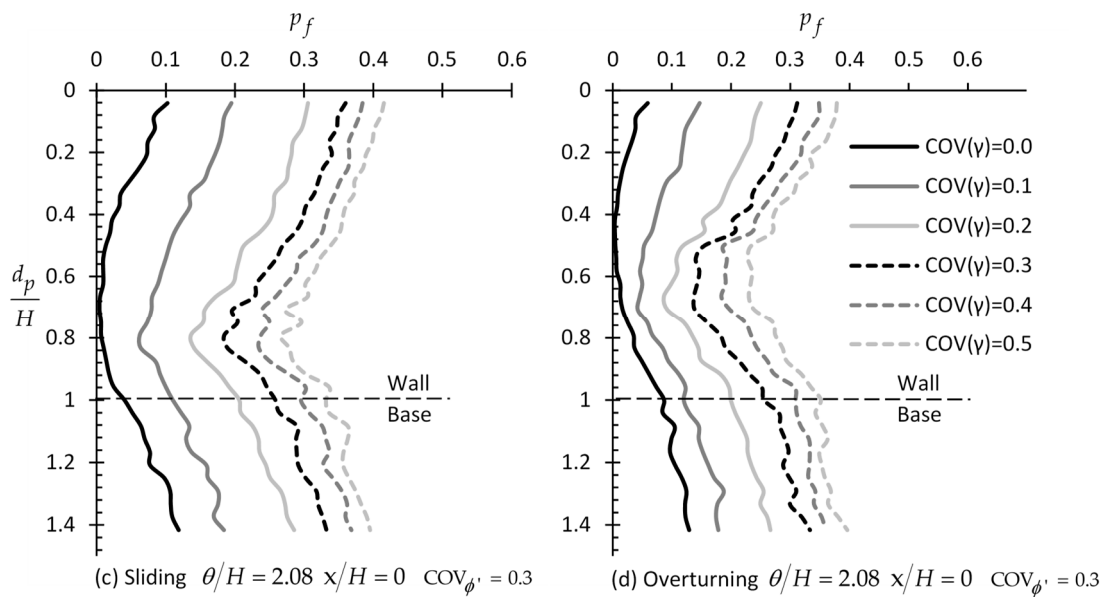 p_f
0 0.1 0.2 0.3 0.4 0.5 0.6
0
0.2
0.4
0.6
0.8
1
1.2
1.4
d_p/H
Wall
Base
(c) Sliding θ/H = 2.08 x/H = 0 COV_ϕ' = 0.3
p_f
0 0.1 0.2 0.3 0.4 0.5 0.6
0
0.2
0.4
0.6
0.8
1
1.2
1.4
COV(γ)=0.0
COV(γ)=0.1
COV(γ)=0.2
COV(γ)=0.3
COV(γ)=0.4
COV(γ)=0.5
Wall
Base
(d) Overturning θ/H = 2.08 x/H = 0 COV_ϕ' = 0.3